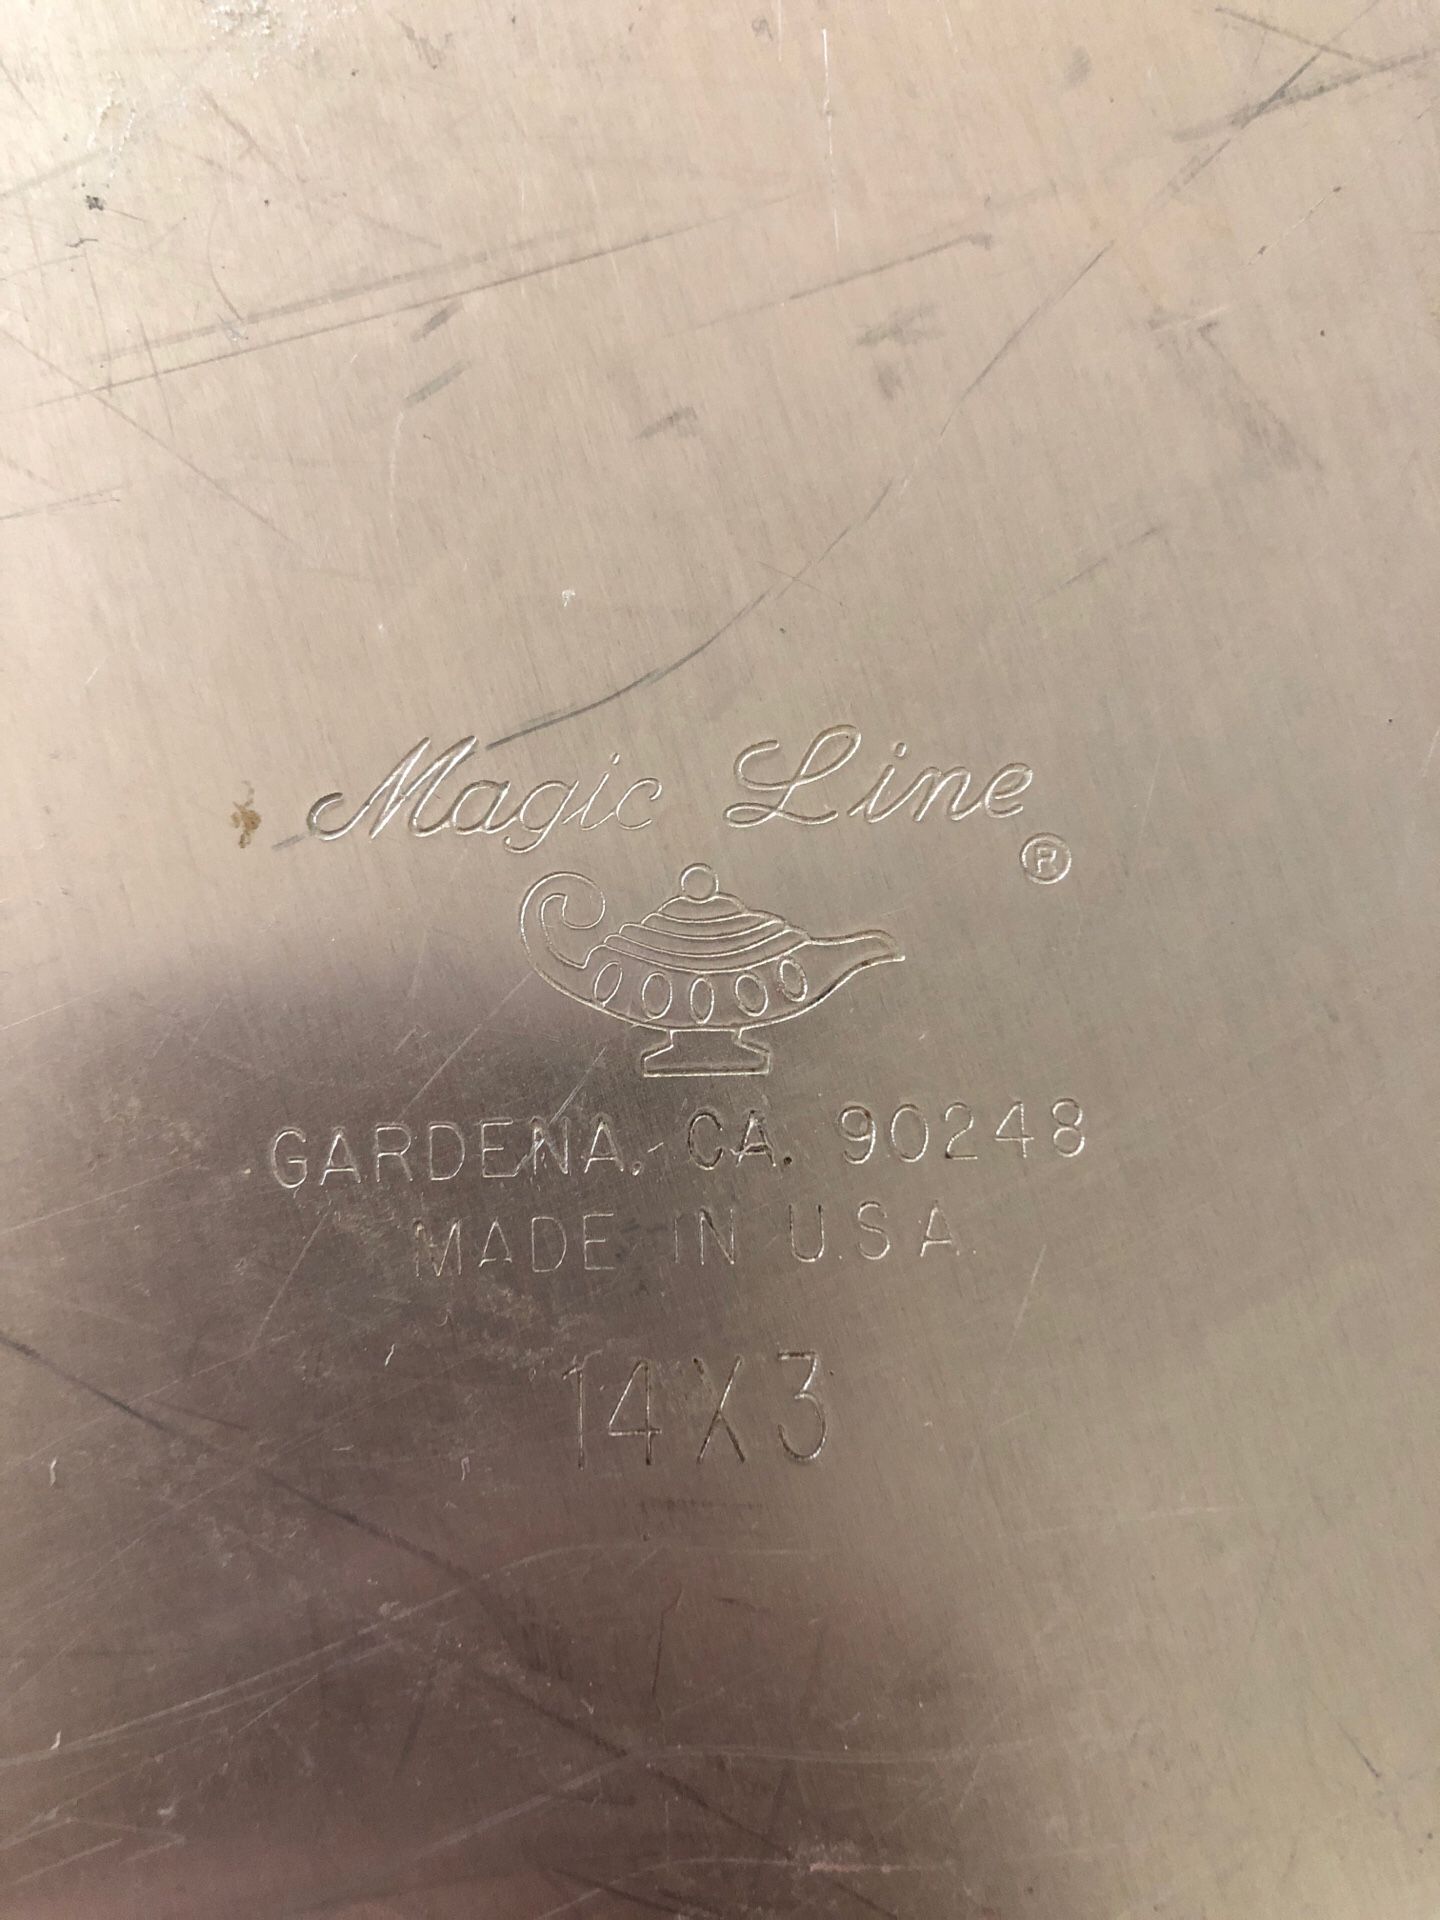 Magic Line ®
GARDENA, CA. 90248
MADE IN U.S.A.
14X3